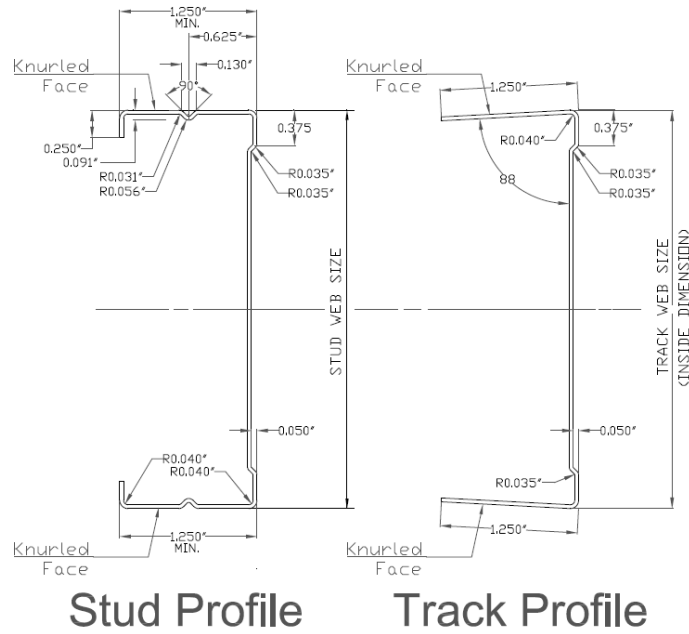 1.250"
MIN.
0.625"
0.130"
90°
Knurled
Face
0.250"
0.091"
R0.031"
R0.056"
0.375
R0.035"
R0.035"
STUD WEB SIZE
0.050"
R0.040"
R0.040"
1.250"
MIN.
Knurled
Face
Stud Profile
Knurled
Face
1.250"
R0.040"
0.375"
88
R0.035"
R0.035"
TRACK WEB SIZE
(INSIDE DIMENSION)
0.050"
R0.035"
1.250"
Knurled
Face
Track Profile